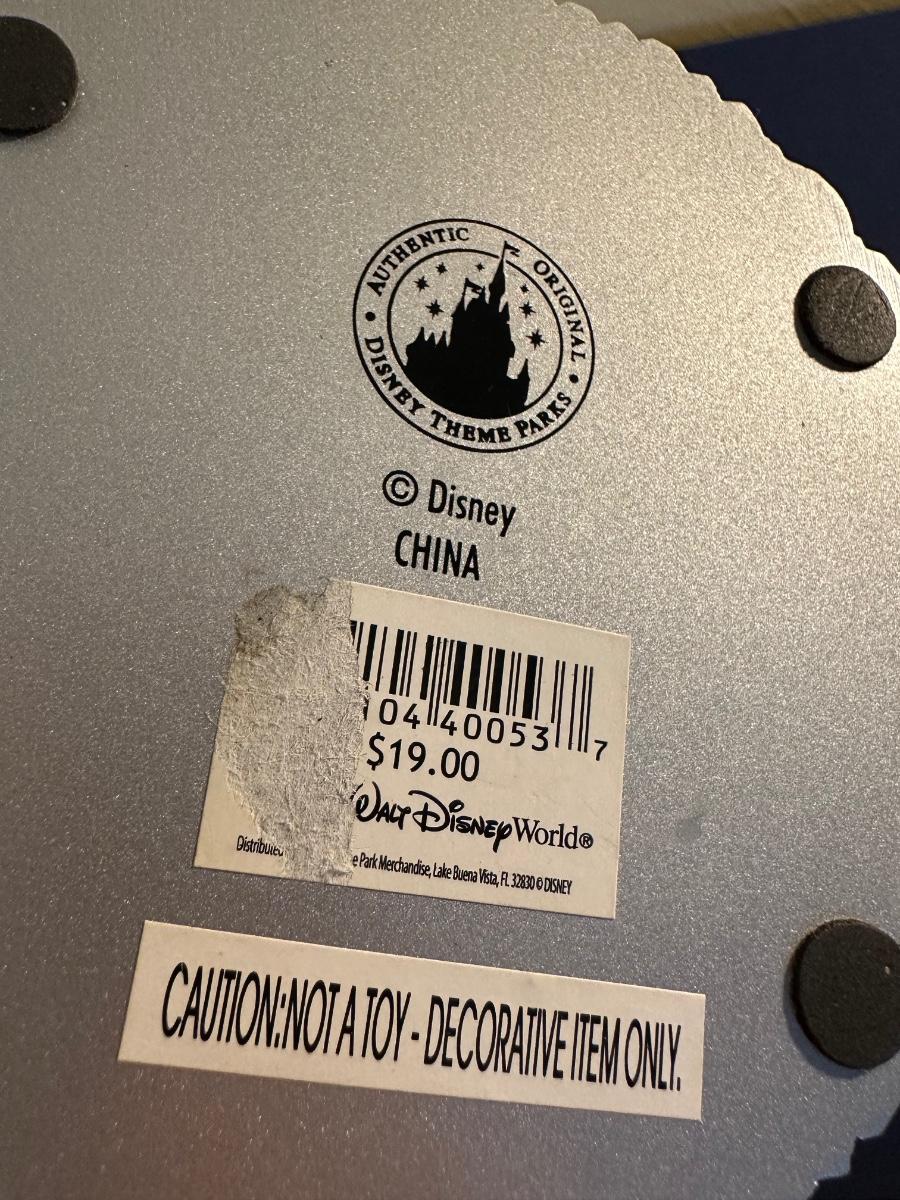 AUTHENTIC ORIGINAL
• DISNEY THEME PARKS •
© Disney
CHINA
04 40053 7
$19.00
WALT DISNEY World®
Distributed e Park Merchandise, Lake Buena Vista, FL 32830 © DISNEY
CAUTION:NOT A TOY - DECORATIVE ITEM ONLY.